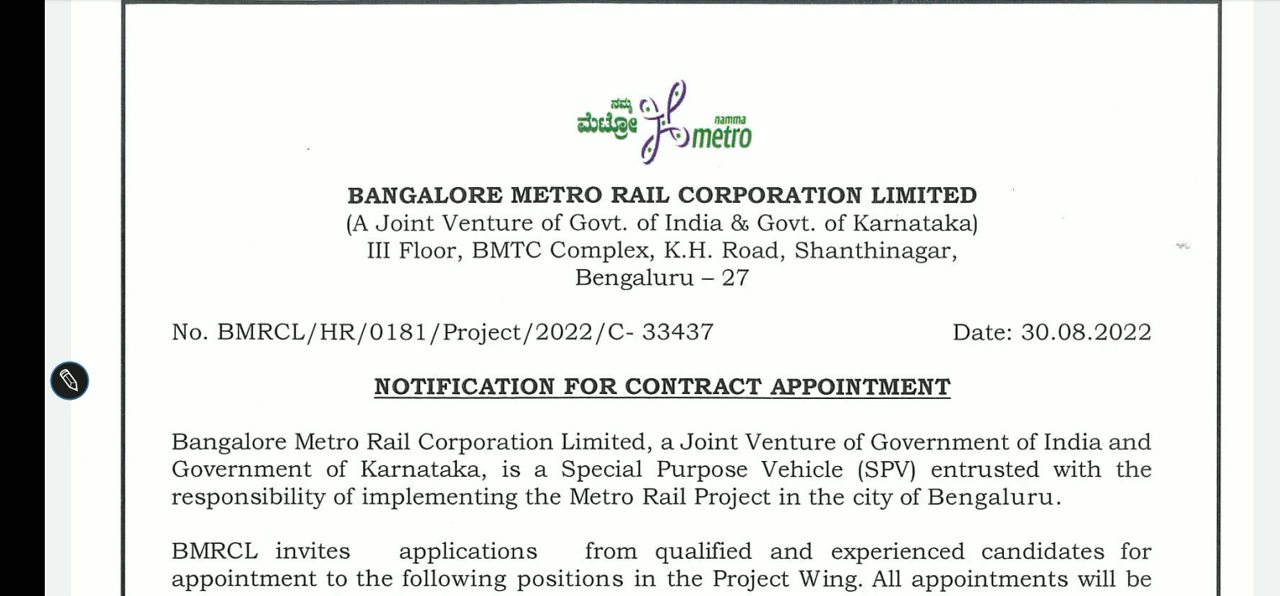 ನಮ್ಮ
ಮೆಟ್ರೋ
namma
metro
BANGALORE METRO RAIL CORPORATION LIMITED
(A Joint Venture of Govt. of India & Govt. of Karnataka)
III Floor, BMTC Complex, K.H. Road, Shanthinagar,
Bengaluru – 27
No. BMRCL/HR/0181/Project/2022/C- 33437 Date: 30.08.2022
NOTIFICATION FOR CONTRACT APPOINTMENT
Bangalore Metro Rail Corporation Limited, a Joint Venture of Government of India and
Government of Karnataka, is a Special Purpose Vehicle (SPV) entrusted with the
responsibility of implementing the Metro Rail Project in the city of Bengaluru.
BMRCL invites applications from qualified and experienced candidates for
appointment to the following positions in the Project Wing. All appointments will be